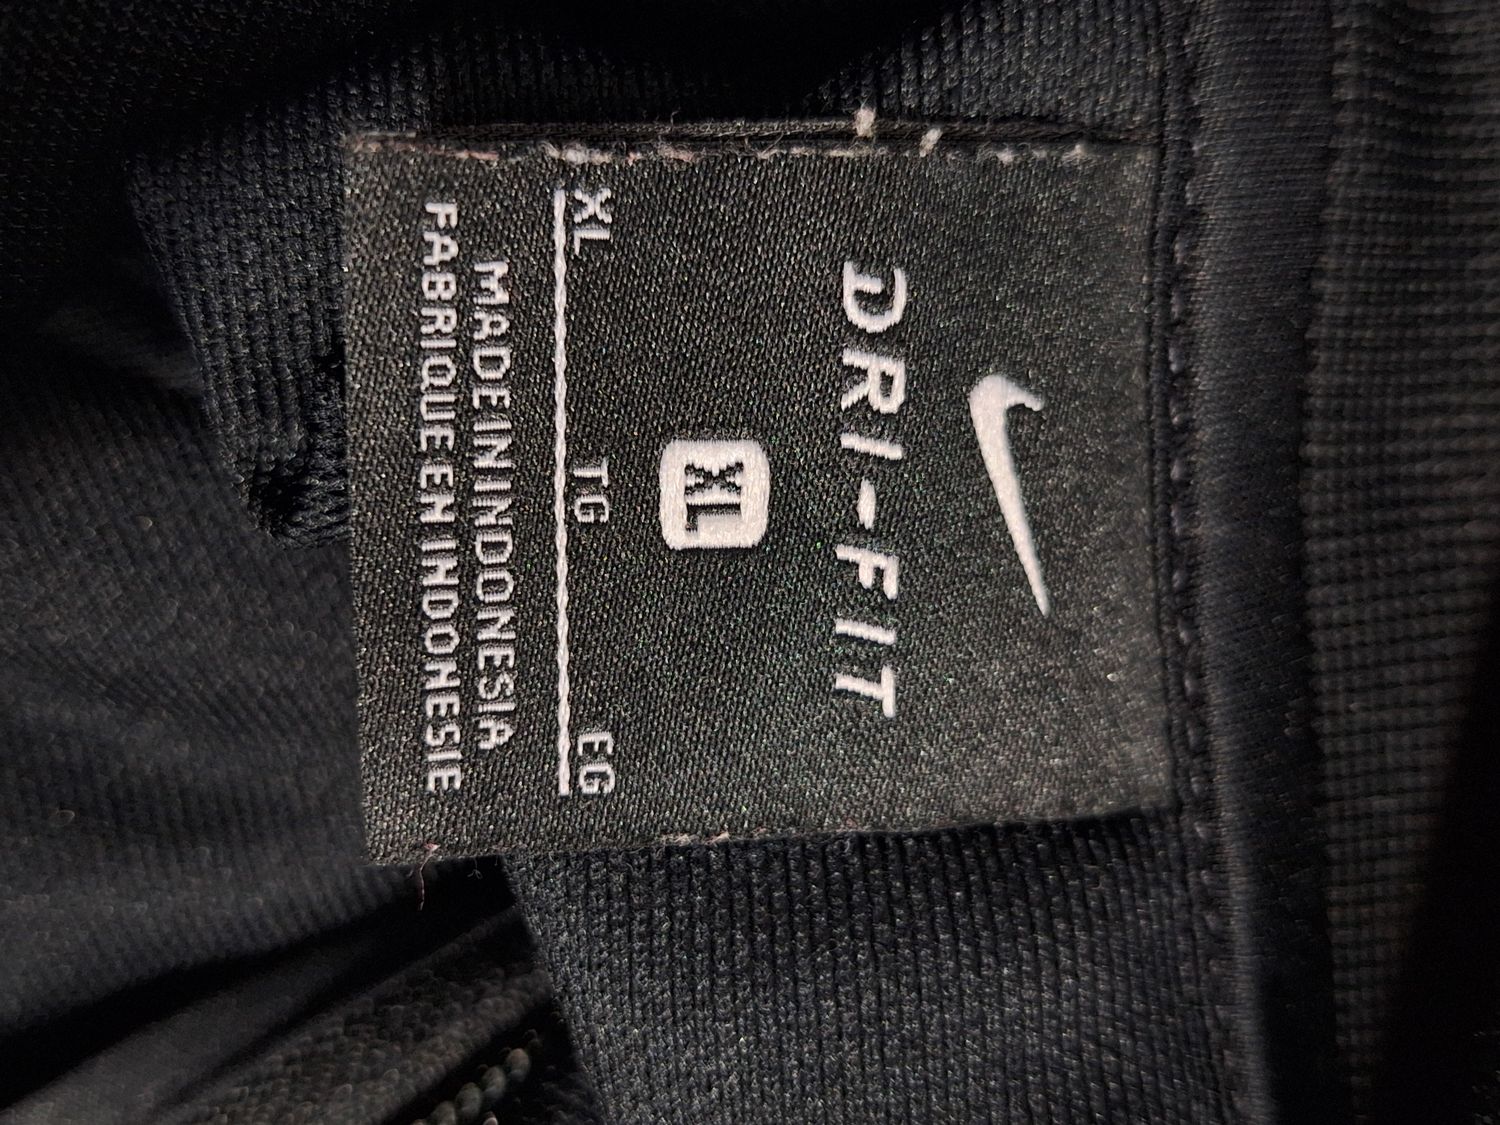 DRI-FIT
XL
XL TG EG
MADE IN INDONESIA
FABRIQUE EN INDONESIE